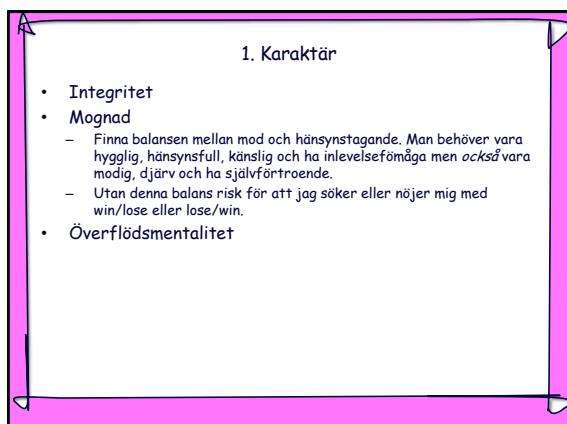 1. Karaktär
• Integritet
• Mognad
– Finna balansen mellan mod och hänsynstagande. Man behöver vara
hygglig, hänsynsfull, känslig och ha inlevelsefömåga men också vara
modig, djärv och ha självförtroende.
– Utan denna balans risk för att jag söker eller nöjer mig med
win/lose eller lose/win.
• Överflödsmentalitet